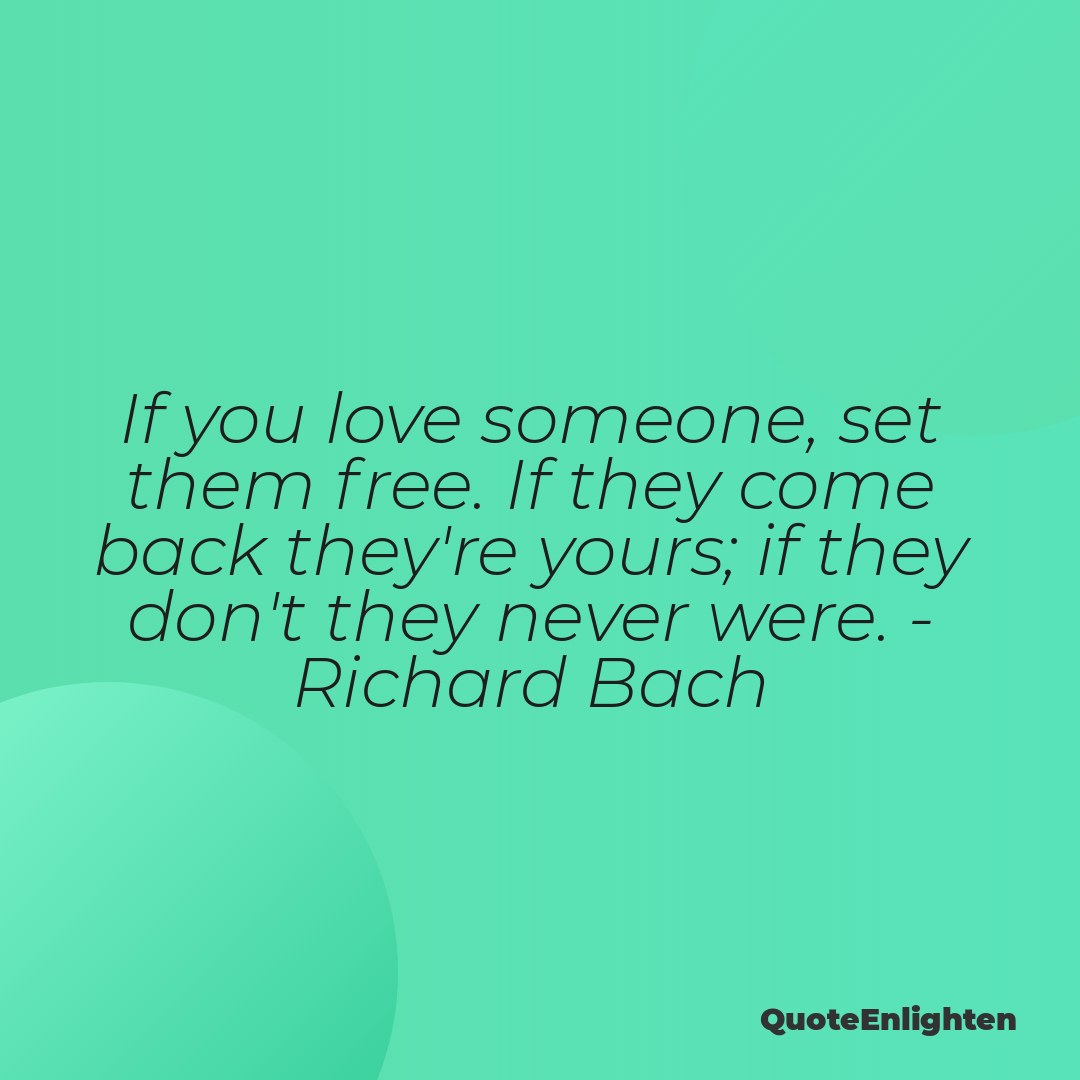 If you love someone, set
them free. If they come
back they're yours; if they
don't they never were. -
Richard Bach
QuoteEnlighten